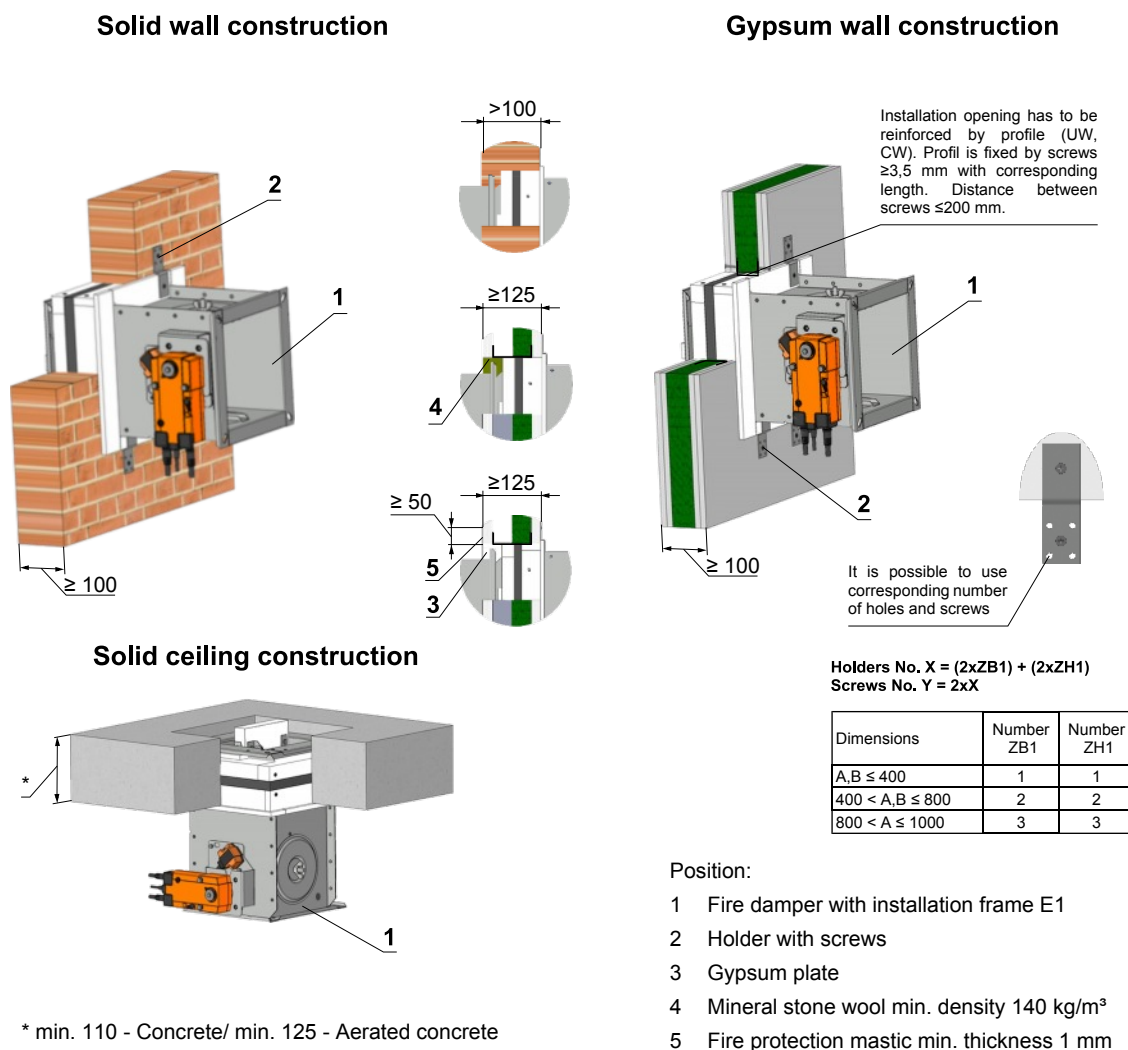 Solid wall construction
Gypsum wall construction
>100
2
1
≥125
4
≥125
≥ 50
5
3
≥ 100
Installation opening has to be
reinforced by profile (UW,
CW). Profil is fixed by screws
≥3,5 mm with corresponding
length. Distance between
screws ≤200 mm.
1
2
≥ 100
It is possible to use
corresponding number
of holes and screws
Solid ceiling construction
*
1
* min. 110 - Concrete/ min. 125 - Aerated concrete
Holders No. X = (2xZB1) + (2xZH1)
Screws No. Y = 2xX
Dimensions Number ZB1 Number ZH1
A,B ≤ 400 1 1
400 < A,B ≤ 800 2 2
800 < A ≤ 1000 3 3
Position:
1 Fire damper with installation frame E1
2 Holder with screws
3 Gypsum plate
4 Mineral stone wool min. density 140 kg/m³
5 Fire protection mastic min. thickness 1 mm